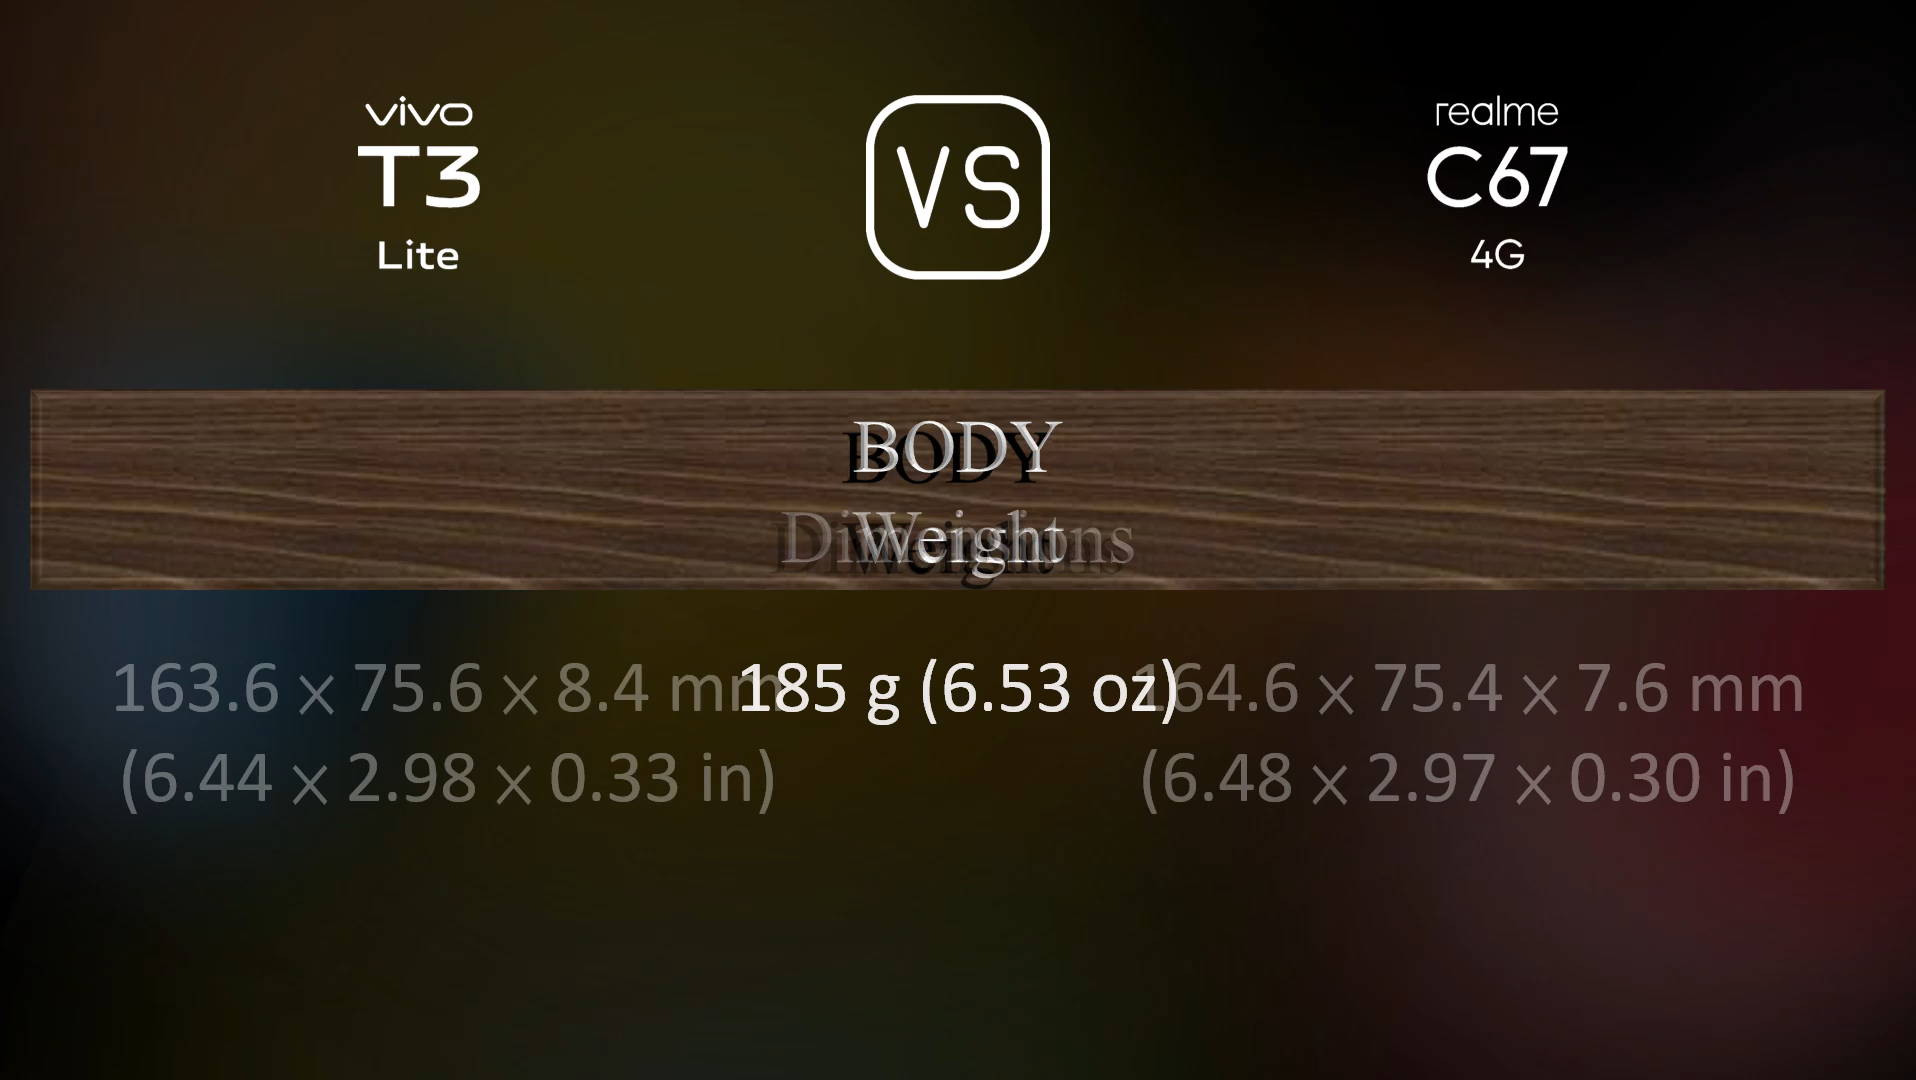 vivo
T3
Lite
VS
realme
C67
4G
BODY
Dimensions
Weight
163.6 x 75.6 x 8.4 mm
(6.44 x 2.98 x 0.33 in)
185 g (6.53 oz)
164.6 x 75.4 x 7.6 mm
(6.48 x 2.97 x 0.30 in)